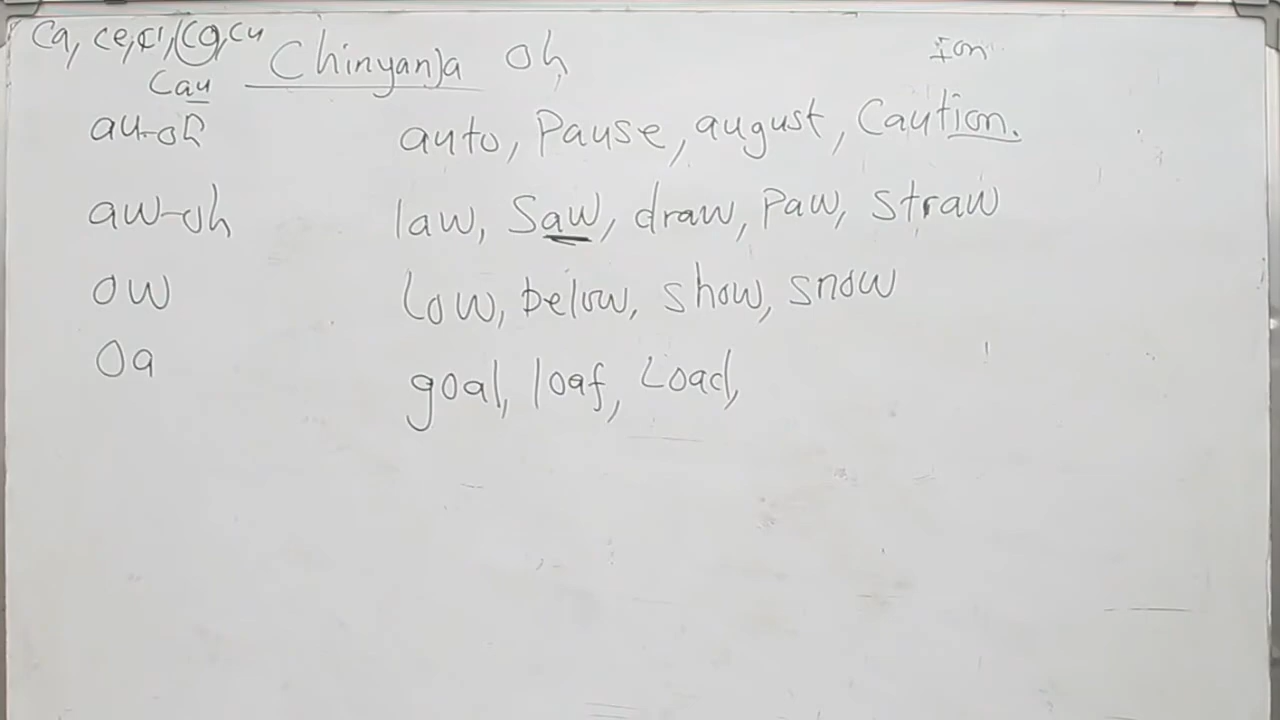 Ca, ce, ci, Co, Cu
Chinyanja oh
Ion
Cau
au-oh auto, Pause, august, Caution.
aw-oh law, Saw, draw, Paw, straw
ow Low, below, show, snow
Oa goal, loaf, Load,